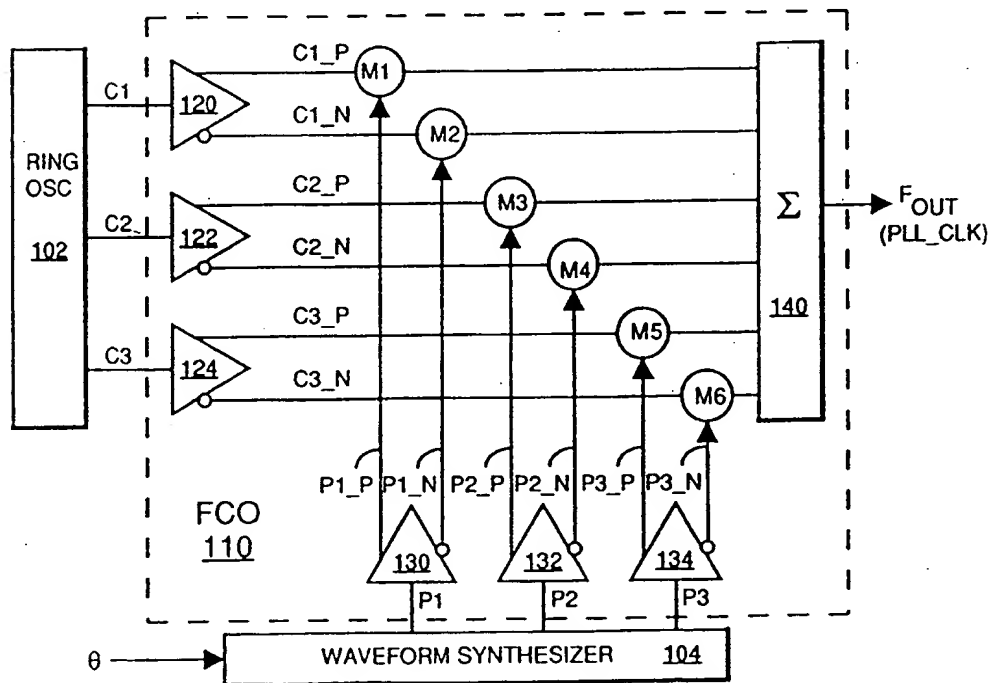 C1_P
M1
C1
120
C1_N
M2
RING
OSC
102
C2_P
M3
Σ
F OUT
(PLL_CLK)
C2
122
C2_N
M4
140
C3_P
M5
C3
124
C3_N
M6
P1_P P1_N P2_P P2_N P3_P P3_N
FCO
110
130 132 134
P1 P2 P3
θ
WAVEFORM SYNTHESIZER 104